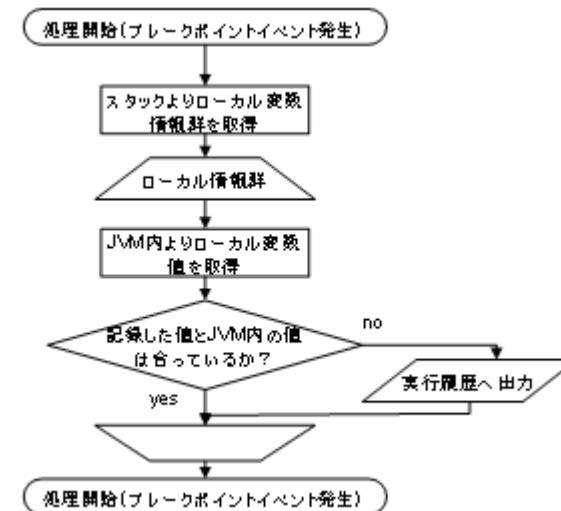 処理開始(ブレークポイントイベント発生)
スタックよりローカル変数
情報群を取得
ローカル情報群
JVM内よりローカル変数
値を取得
記録した値とJVM内の値
は合っているか？
no
実行履歴へ出力
yes
処理開始(ブレークポイントイベント発生)